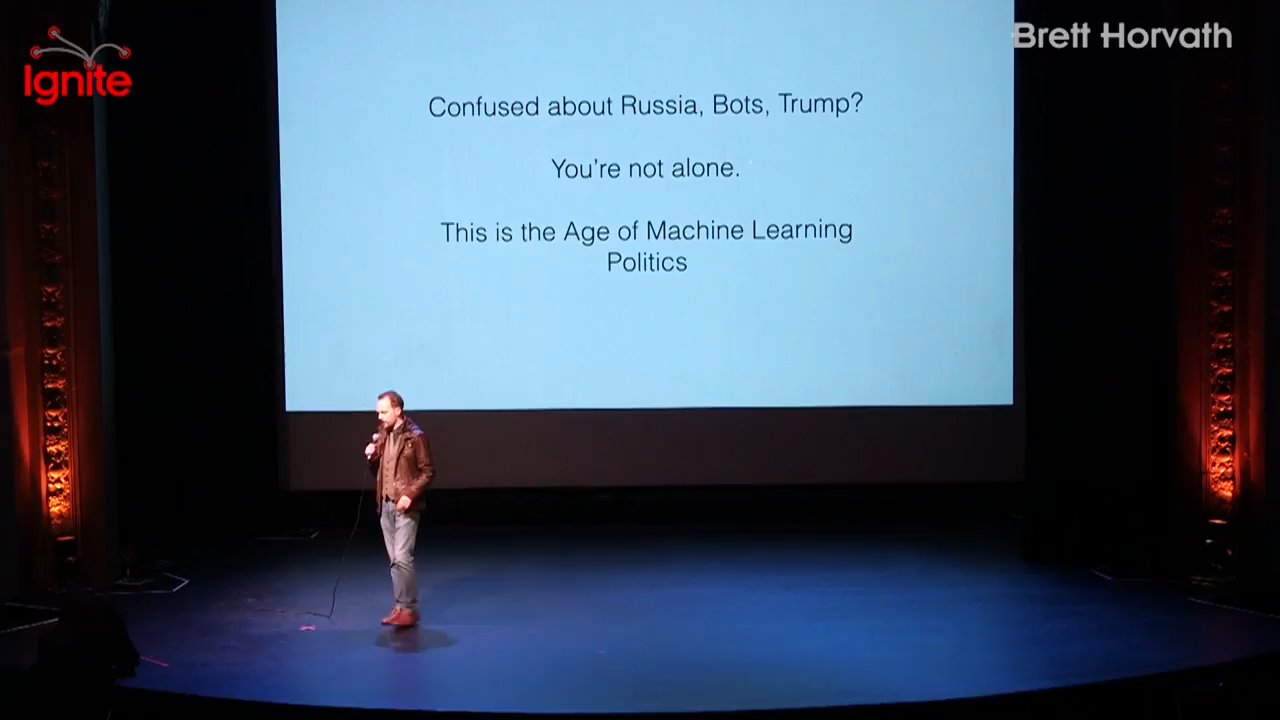 Ignite
Brett Horvath
Confused about Russia, Bots, Trump?
You're not alone.
This is the Age of Machine Learning
Politics